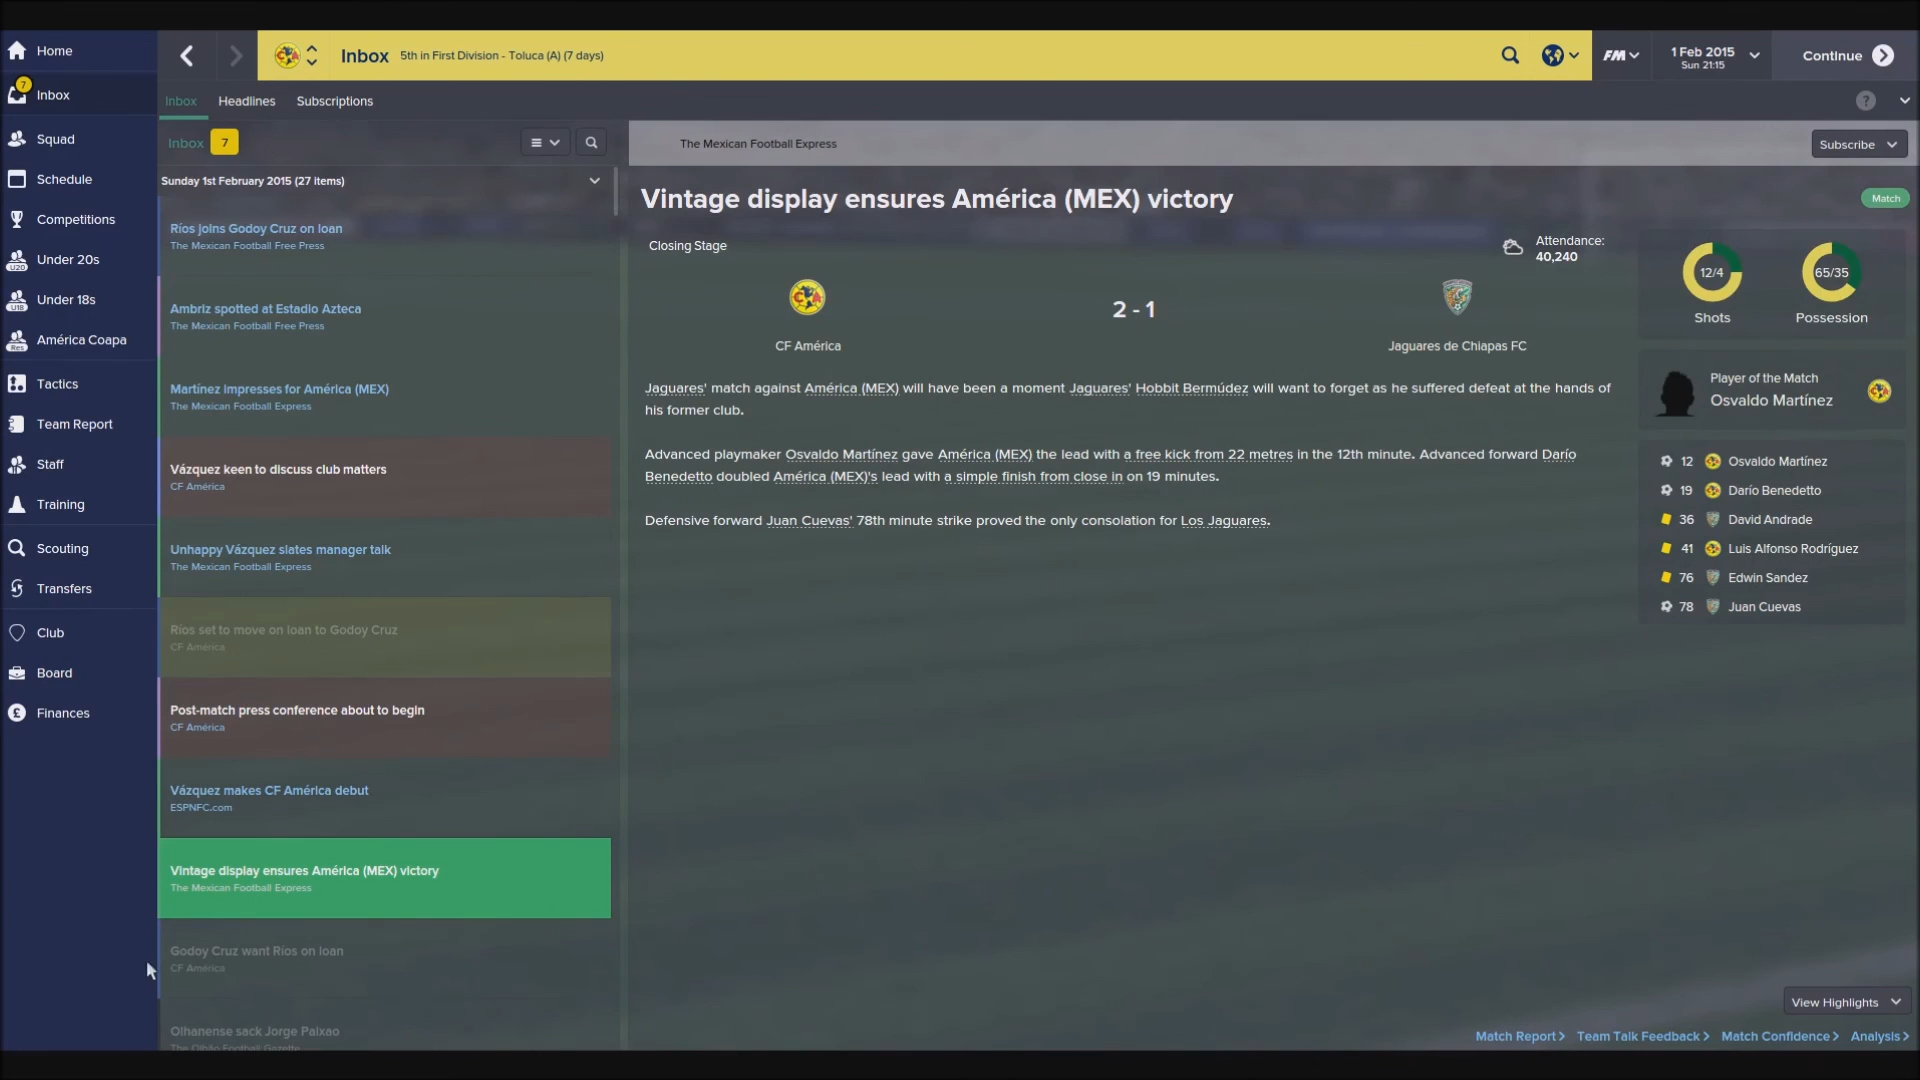 Home
Inbox
7
Squad
Schedule
Competitions
Under 20s
U20
Under 18s
U18
América Coapa
Res
Tactics
Team Report
Staff
Training
Scouting
Transfers
Club
Board
Finances
Inbox 5th in First Division - Toluca (A) (7 days)
FM
1 Feb 2015
Sun 21:15
Continue
Inbox Headlines Subscriptions
?
Inbox 7
Sunday 1st February 2015 (27 items)
Ríos joins Godoy Cruz on loan
The Mexican Football Free Press
Ambriz spotted at Estadio Azteca
The Mexican Football Free Press
Martínez impresses for América (MEX)
The Mexican Football Express
Vázquez keen to discuss club matters
CF América
Unhappy Vázquez slates manager talk
The Mexican Football Express
Ríos set to move on loan to Godoy Cruz
CF América
Post-match press conference about to begin
CF América
Vázquez makes CF América debut
ESPNFC.com
Vintage display ensures América (MEX) victory
The Mexican Football Express
Godoy Cruz want Ríos on loan
CF América
Olhanense sack Jorge Paixao
The Olhão Football Gazette
The Mexican Football Express
Subscribe
Vintage display ensures América (MEX) victory
Match
Closing Stage
Attendance:
40,240
2 - 1
CF América
Jaguares de Chiapas FC
Jaguares' match against América (MEX) will have been a moment Jaguares' Hobbit Bermúdez will want to forget as he suffered defeat at the hands of
his former club.
Advanced playmaker Osvaldo Martínez gave América (MEX) the lead with a free kick from 22 metres in the 12th minute. Advanced forward Darío
Benedetto doubled América (MEX)'s lead with a simple finish from close in on 19 minutes.
Defensive forward Juan Cuevas' 78th minute strike proved the only consolation for Los Jaguares.
12/4
Shots
65/35
Possession
Player of the Match
Osvaldo Martínez
12 Osvaldo Martínez
19 Darío Benedetto
36 David Andrade
41 Luis Alfonso Rodríguez
76 Edwin Sandez
78 Juan Cuevas
View Highlights
Match Report Team Talk Feedback Match Confidence Analysis